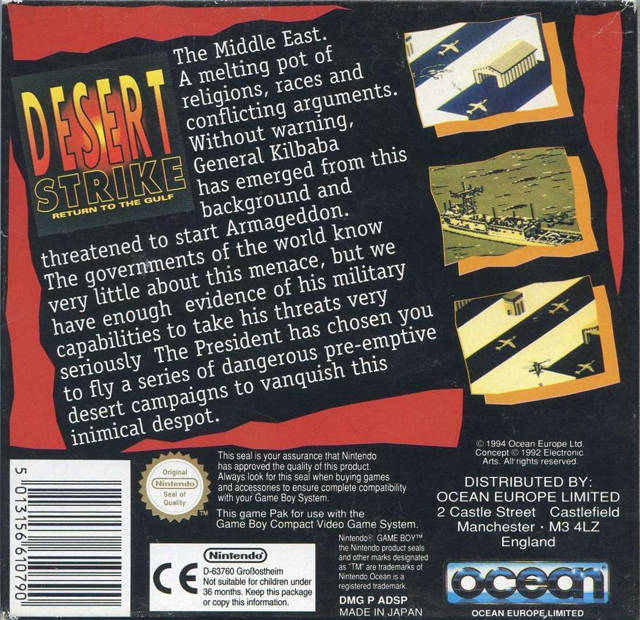 DESERT
STRIKE
RETURN TO THE GULF
The Middle East.
A melting pot of
religions, races and
conflicting arguments.
Without warning,
General Kilbaba
has emerged from this
background and
threatened to start Armageddon.
The governments of the world know
very little about this menace, but we
have enough evidence of his military
capabilities to take his threats very
seriously The President has chosen you
to fly a series of dangerous pre-emptive
desert campaigns to vanquish this
inimical despot.
5 013156 610790
Original
Nintendo
Seal of
Quality
TM
This seal is your assurance that Nintendo
has approved the quality of this product.
Always look for this seal when buying games
and accessories to ensure complete compatibility
with your Game Boy System.
This game Pak for use with the
Game Boy Compact Video Game System.
CE
Nintendo®
D-63760 Großostheim
Not suitable for children under
36 months. Keep this package
or copy this information.
Nintendo®, GAME BOY™
the Nintendo product seals
and other marks designated
as "TM" are trademarks of
Nintendo Ocean is a
registered trademark
DMG P ADSP
MADE IN JAPAN
© 1994 Ocean Europe Ltd.
Concept © 1992 Electronic
Arts. All rights reserved.
DISTRIBUTED BY:
OCEAN EUROPE LIMITED
2 Castle Street Castlefield
Manchester · M3 4LZ
England
ocean
OCEAN EUROPE LIMITED